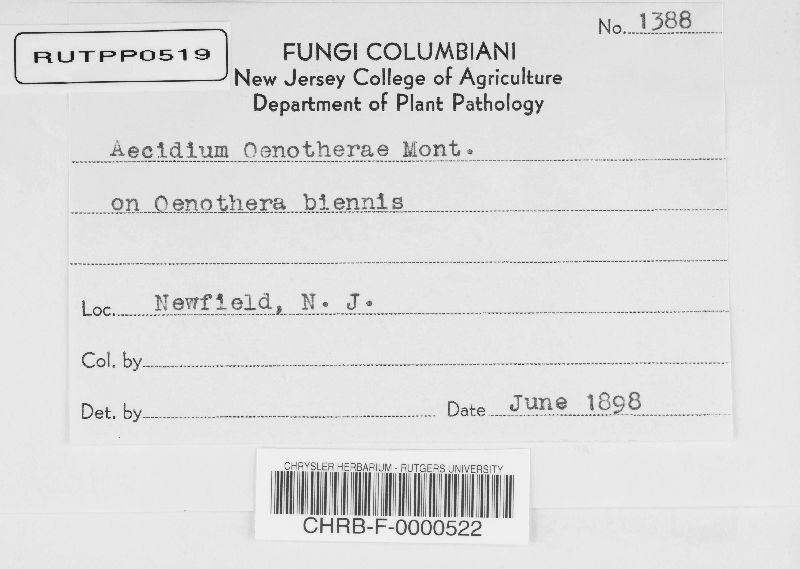 No. 1388
RUTPP0519
FUNGI COLUMBIANI
New Jersey College of Agriculture
Department of Plant Pathology
Aecidium Oenotherae Mont.
on Oenothera biennis
Loc. Newfield, N. J.
Col. by
Det. by Date June 1898
CHRYSLER HERBARIUM - RUTGERS UNIVERSITY
CHRB-F-0000522